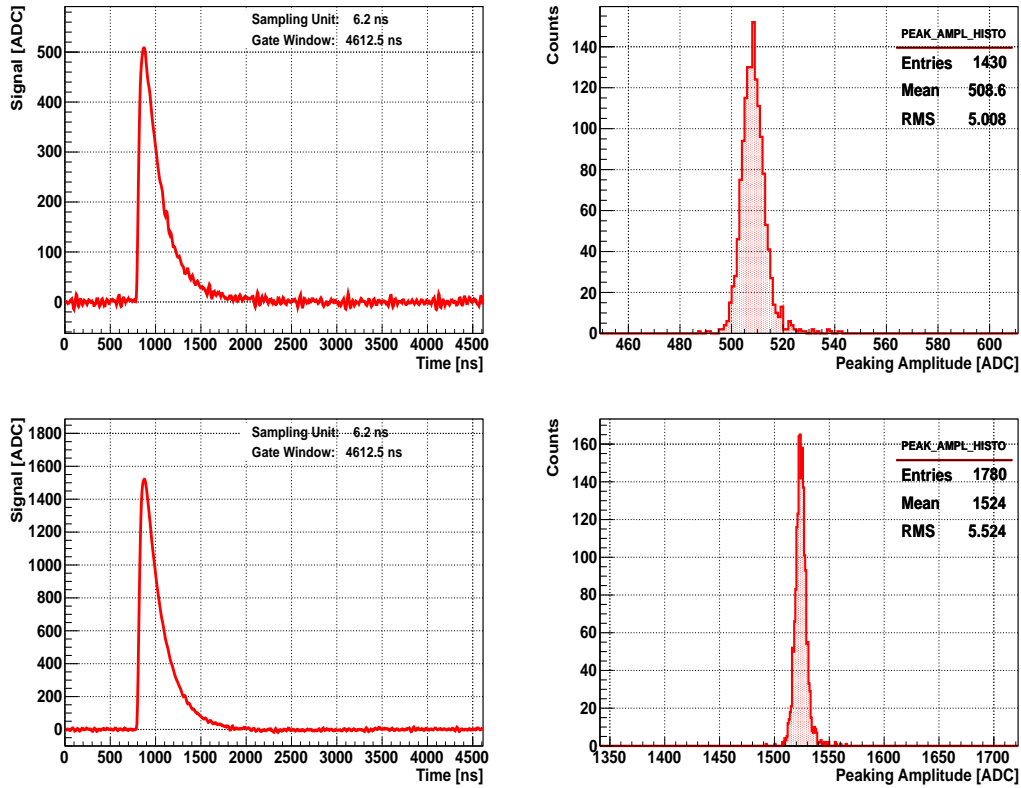 Signal [ADC]
Sampling Unit: 6.2 ns
Gate Window: 4612.5 ns
500
400
300
200
100
0
0 500 1000 1500 2000 2500 3000 3500 4000 4500
Time [ns]
Counts
PEAK_AMPL_HISTO
Entries 1430
Mean 508.6
RMS 5.008
140
120
100
80
60
40
20
0
460 480 500 520 540 560 580 600
Peaking Amplitude [ADC]
Signal [ADC]
Sampling Unit: 6.2 ns
Gate Window: 4612.5 ns
1800
1600
1400
1200
1000
800
600
400
200
0
0 500 1000 1500 2000 2500 3000 3500 4000 4500
Time [ns]
Counts
PEAK_AMPL_HISTO
Entries 1780
Mean 1524
RMS 5.524
160
140
120
100
80
60
40
20
0
1350 1400 1450 1500 1550 1600 1650 1700
Peaking Amplitude [ADC]